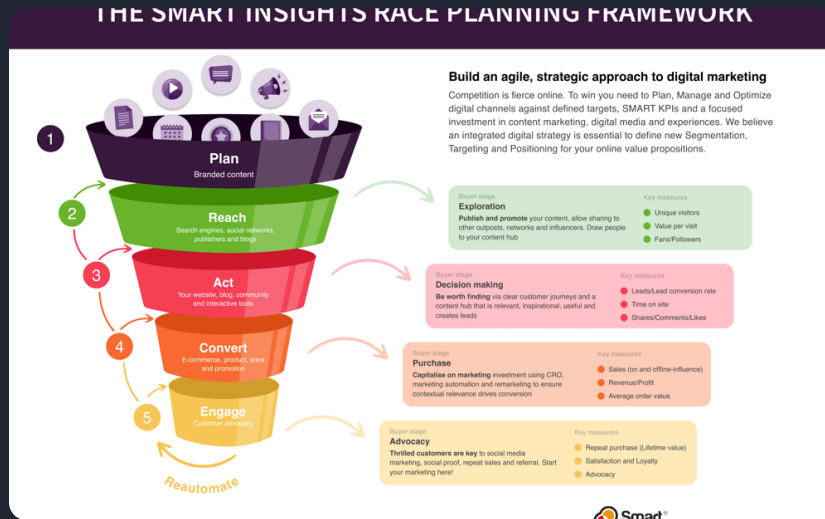 THE SMART INSIGHTS RACE PLANNING FRAMEWORK
Build an agile, strategic approach to digital marketing
Competition is fierce online. To win you need to Plan, Manage and Optimize
digital channels against defined targets, SMART KPIs and a focused
investment in content marketing, digital media and experiences. We believe
an integrated digital strategy is essential to define new Segmentation,
Targeting and Positioning for your online value propositions.
1
Plan
Branded content
2
Reach
Search engines, social networks,
publishers and blogs
Buyer stage
Exploration
Publish and promote your content, allow sharing to
other outposts, networks and influencers. Draw people
to your content hub
Key measures
Unique visitors
Value per visit
Fans/Followers
3
Act
Your website, blog, community
and interactive tools
Buyer stage
Decision making
Be worth finding via clear customer journeys and a
content hub that is relevant, inspirational, useful and
creates leads
Key measures
Leads/Lead conversion rate
Time on site
Shares/Comments/Likes
4
Convert
E-commerce, product, price
and promotion
Buyer stage
Purchase
Capitalise on marketing investment using CRO,
marketing automation and remarketing to ensure
contextual relevance drives conversion
Key measures
Sales (on and offline-influence)
Revenue/Profit
Average order value
5
Engage
Customer advocacy
Buyer stage
Advocacy
Thrilled customers are key to social media
marketing, social proof, repeat sales and referral. Start
your marketing here!
Key measures
Repeat purchase (Lifetime value)
Satisfaction and Loyalty
Advocacy
Reautomate
Smart